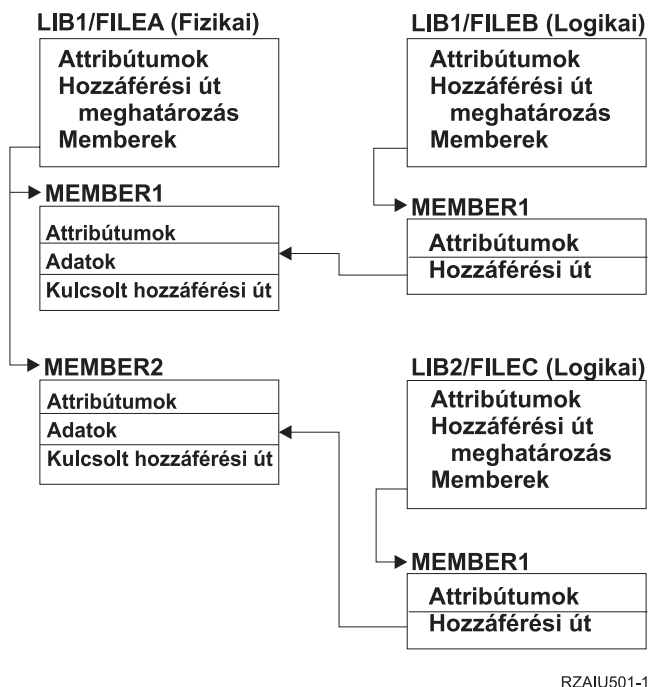 LIB1/FILEA (Fizikai)
Attribútumok
Hozzáférési út
meghatározás
Memberek
MEMBER1
Attribútumok
Adatok
Kulcsolt hozzáférési út
MEMBER2
Attribútumok
Adatok
Kulcsolt hozzáférési út
LIB1/FILEB (Logikai)
Attribútumok
Hozzáférési út
meghatározás
Memberek
MEMBER1
Attribútumok
Hozzáférési út
LIB2/FILEC (Logikai)
Attribútumok
Hozzáférési út
meghatározás
Memberek
MEMBER1
Attribútumok
Hozzáférési út
RZAIU501-1